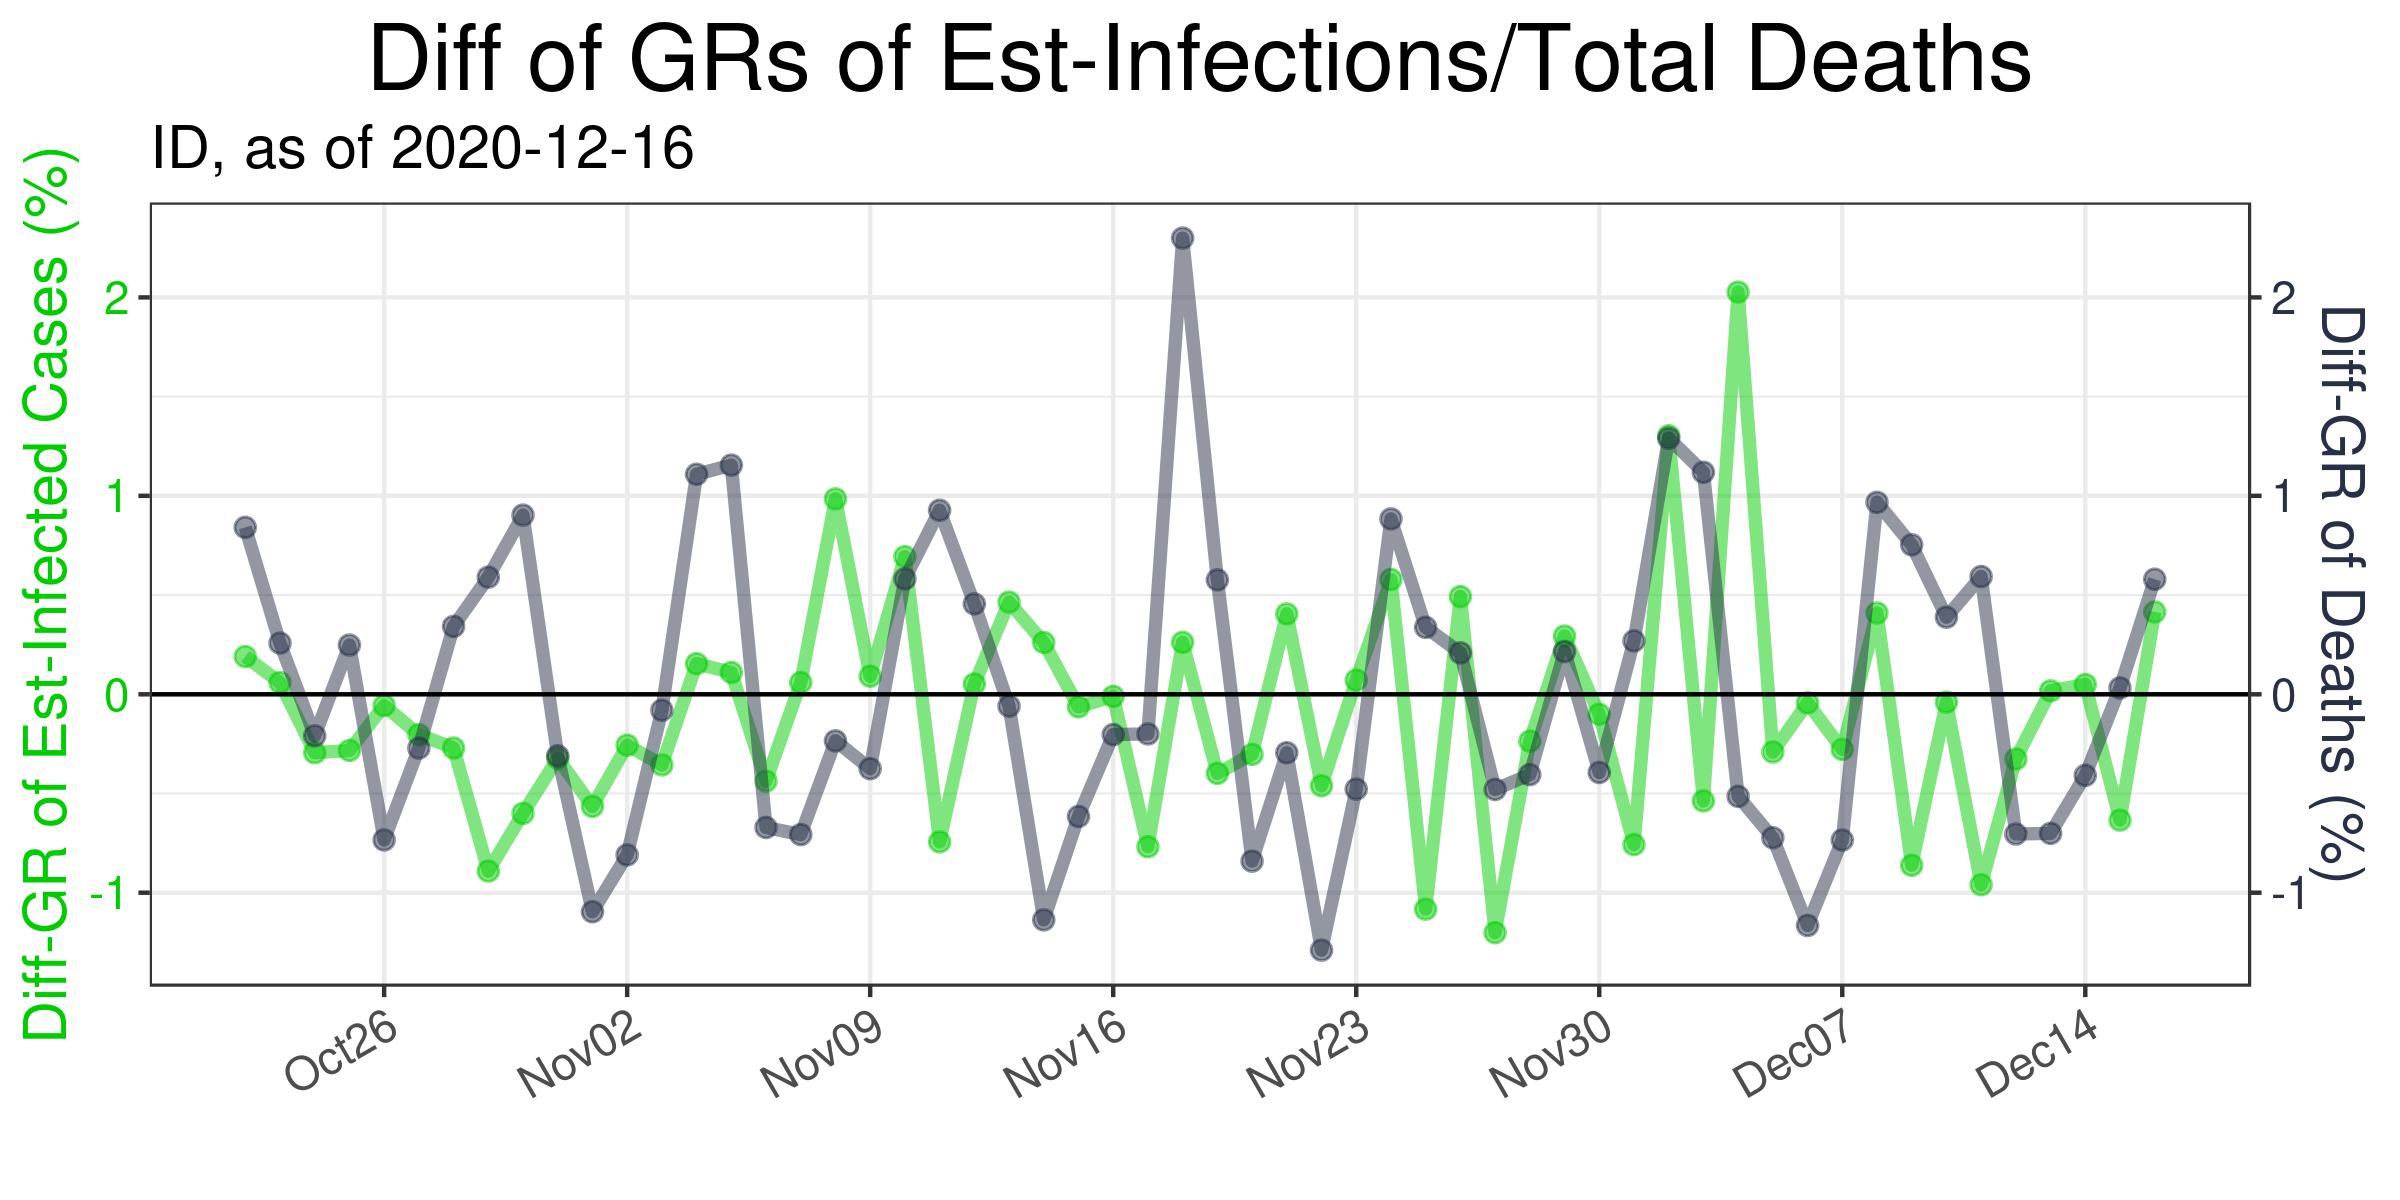 Diff of GRs of Est-Infections/Total Deaths
ID, as of 2020-12-16
Diff-GR of Est-Infected Cases (%)
2
1
0
-1
2
1
0
-1
Diff-GR of Deaths (%)
Oct26
Nov02
Nov09
Nov16
Nov23
Nov30
Dec07
Dec14